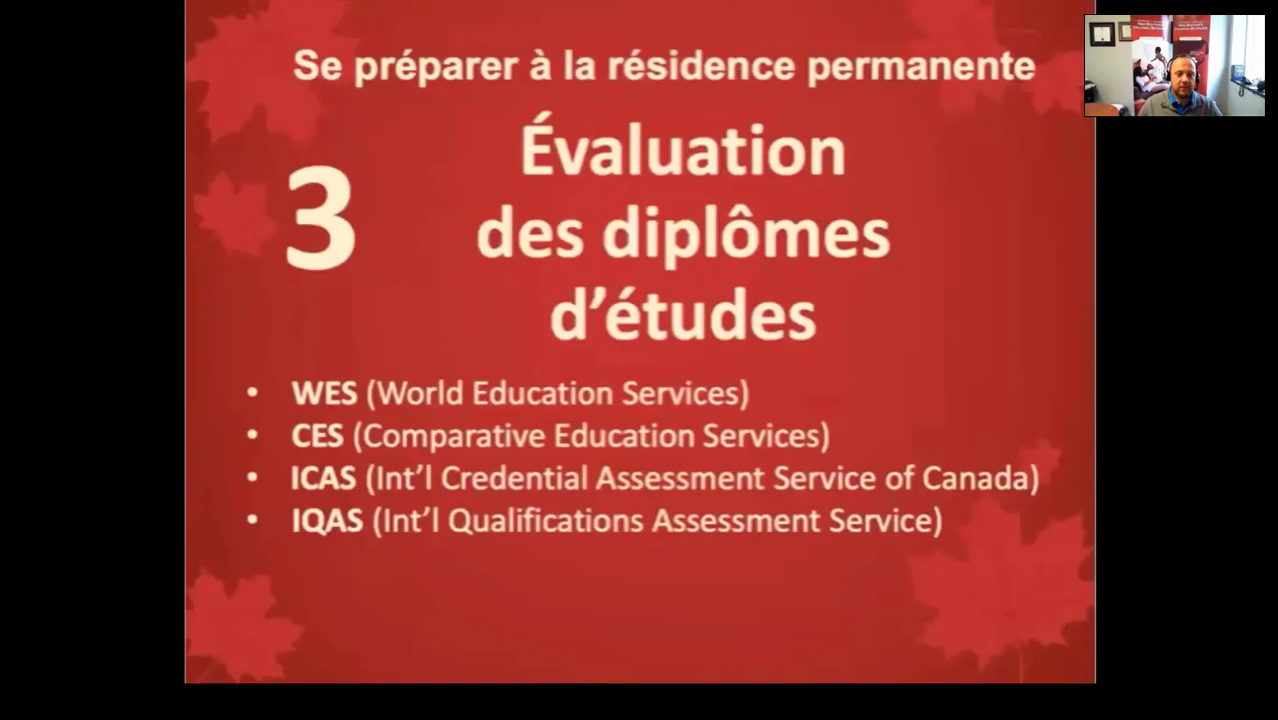 Se préparer à la résidence permanente
3
Évaluation
des diplômes
d’études
• WES (World Education Services)
• CES (Comparative Education Services)
• ICAS (Int’l Credential Assessment Service of Canada)
• IQAS (Int’l Qualifications Assessment Service)